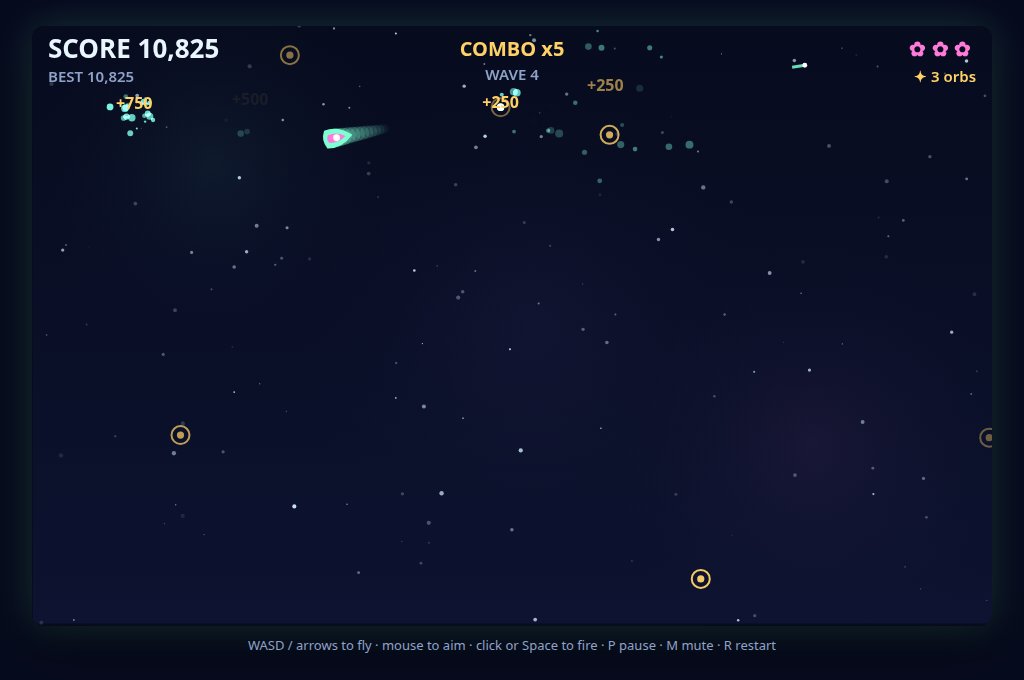 SCORE 10,825
COMBO x5
✿ ✿ ✿
BEST 10,825
WAVE 4
✦ 3 orbs
+250
+500
+750
+250
WASD / arrows to fly · mouse to aim · click or Space to fire · P pause · M mute · R restart